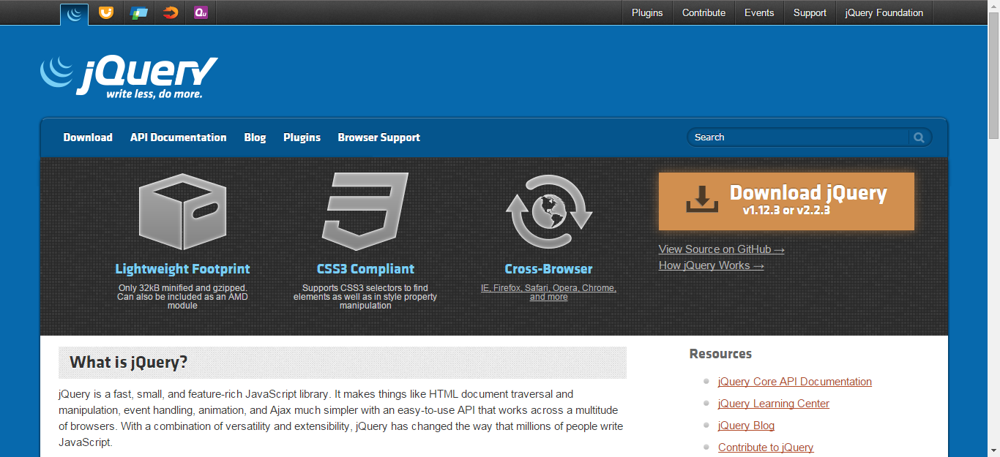 Qu
Plugins
Contribute
Events
Support
jQuery Foundation
jQuery
write less, do more.
Download
API Documentation
Blog
Plugins
Browser Support
Search
Lightweight Footprint
Only 32kB minified and gzipped.
Can also be included as an AMD
module
CSS3 Compliant
Supports CSS3 selectors to find
elements as well as in style property
manipulation
Cross-Browser
IE, Firefox, Safari, Opera, Chrome,
and more
Download jQuery
v1.12.3 or v2.2.3
View Source on GitHub →
How jQuery Works →
What is jQuery?
jQuery is a fast, small, and feature-rich JavaScript library. It makes things like HTML document traversal and
manipulation, event handling, animation, and Ajax much simpler with an easy-to-use API that works across a multitude
of browsers. With a combination of versatility and extensibility, jQuery has changed the way that millions of people write
JavaScript.
Resources
jQuery Core API Documentation
jQuery Learning Center
jQuery Blog
Contribute to jQuery